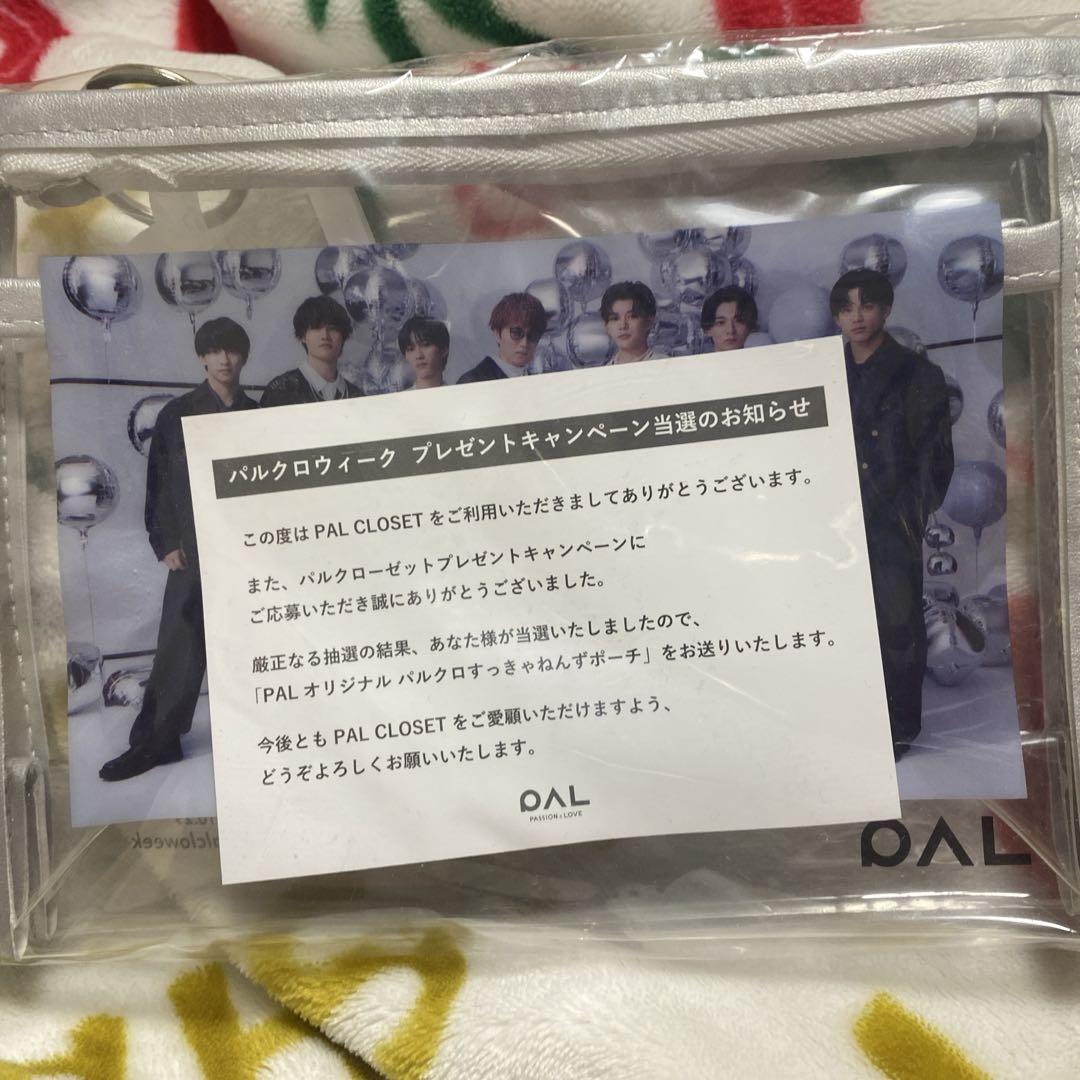 パルクロウィーク プレゼントキャンペーン当選のお知らせ
この度は PAL CLOSET をご利用いただきましてありがとうございます。
また、パルクローゼットプレゼントキャンペーンに
ご応募いただき誠にありがとうございました。
厳正なる抽選の結果、あなた様が当選いたしましたので、
「PAL オリジナル パルクロすっきゃねんずポーチ」をお送りいたします。
今後とも PAL CLOSET をご愛顧いただけますよう、
どうぞよろしくお願いいたします。
PAL
PASSION & LOVE
PAL